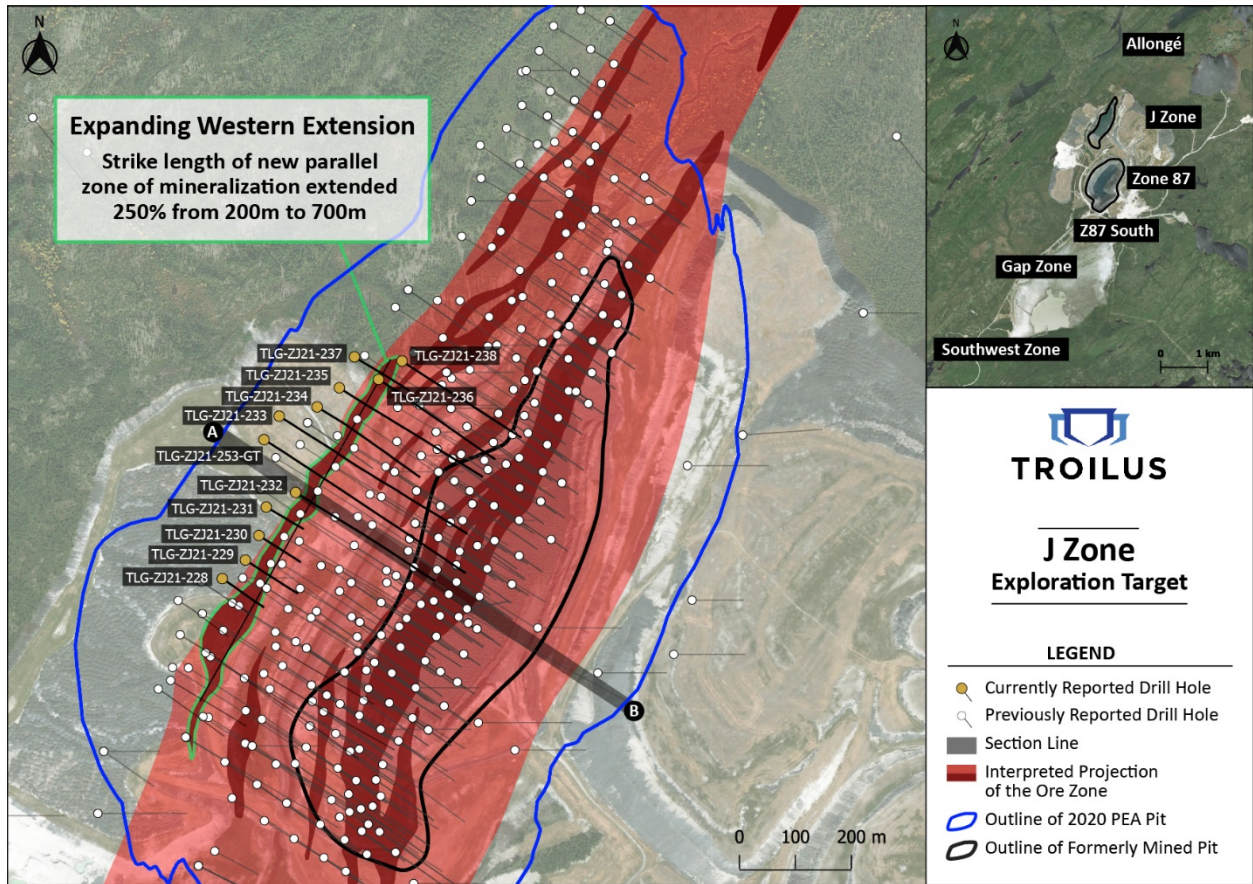 N
Expanding Western Extension
Strike length of new parallel
zone of mineralization extended
250% from 200m to 700m
TLG-ZJ21-237
TLG-ZJ21-238
TLG-ZJ21-235
TLG-ZJ21-236
TLG-ZJ21-234
TLG-ZJ21-233
A
TLG-ZJ21-253-GT
TLG-ZJ21-232
TLG-ZJ21-231
TLG-ZJ21-230
TLG-ZJ21-229
TLG-ZJ21-228
B
0 100 200 m
N
Allongé
J Zone
Zone 87
Z87 South
Gap Zone
Southwest Zone
0 1 km
TROILUS
J Zone
Exploration Target
LEGEND
Currently Reported Drill Hole
Previously Reported Drill Hole
Section Line
Interpreted Projection
of the Ore Zone
Outline of 2020 PEA Pit
Outline of Formerly Mined Pit